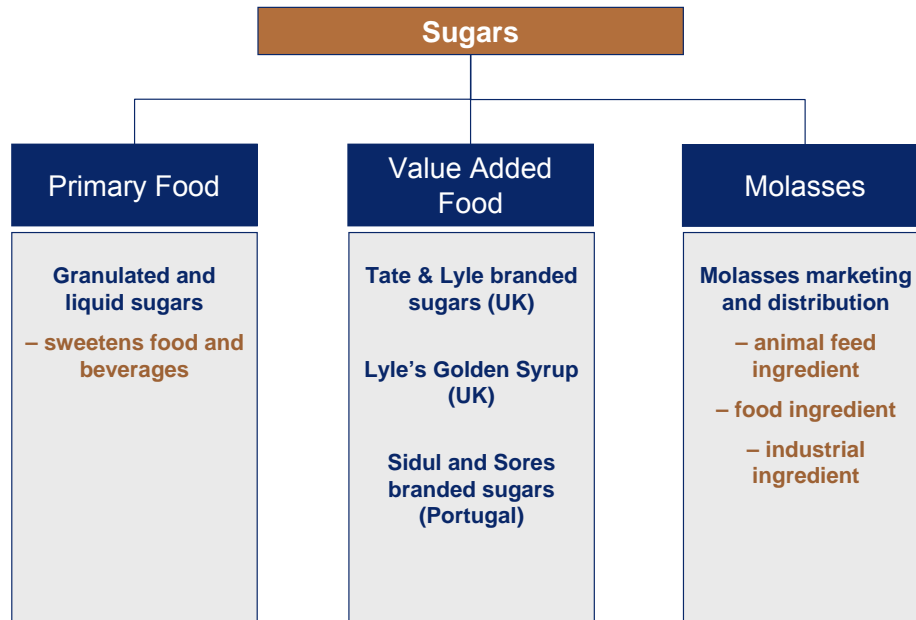 Sugars
Primary Food
Granulated and
liquid sugars
– sweetens food and
beverages
Value Added
Food
Tate & Lyle branded
sugars (UK)
Lyle’s Golden Syrup
(UK)
Sidul and Sores
branded sugars
(Portugal)
Molasses
Molasses marketing
and distribution
– animal feed
ingredient
– food ingredient
– industrial
ingredient